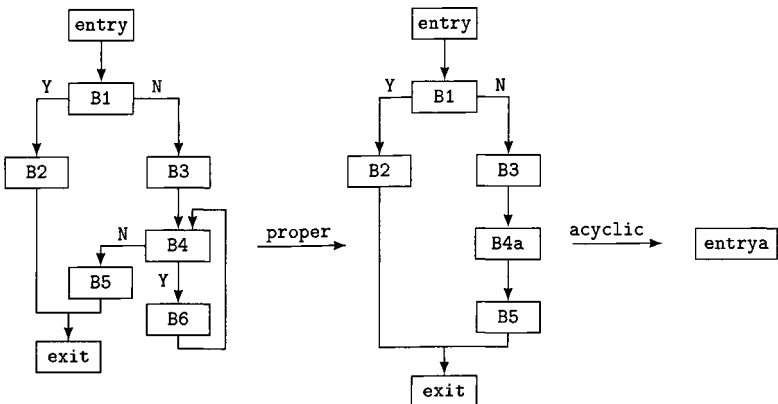 entry
Y
N
B1
B2
B3
N
B4
B5
Y
B6
exit
proper
entry
Y
N
B1
B2
B3
B4a
B5
exit
acyclic
entrya